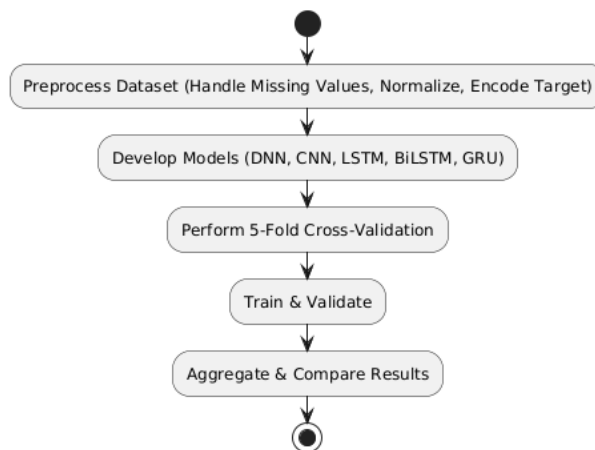 Preprocess Dataset (Handle Missing Values, Normalize, Encode Target)
Develop Models (DNN, CNN, LSTM, BiLSTM, GRU)
Perform 5-Fold Cross-Validation
Train & Validate
Aggregate & Compare Results